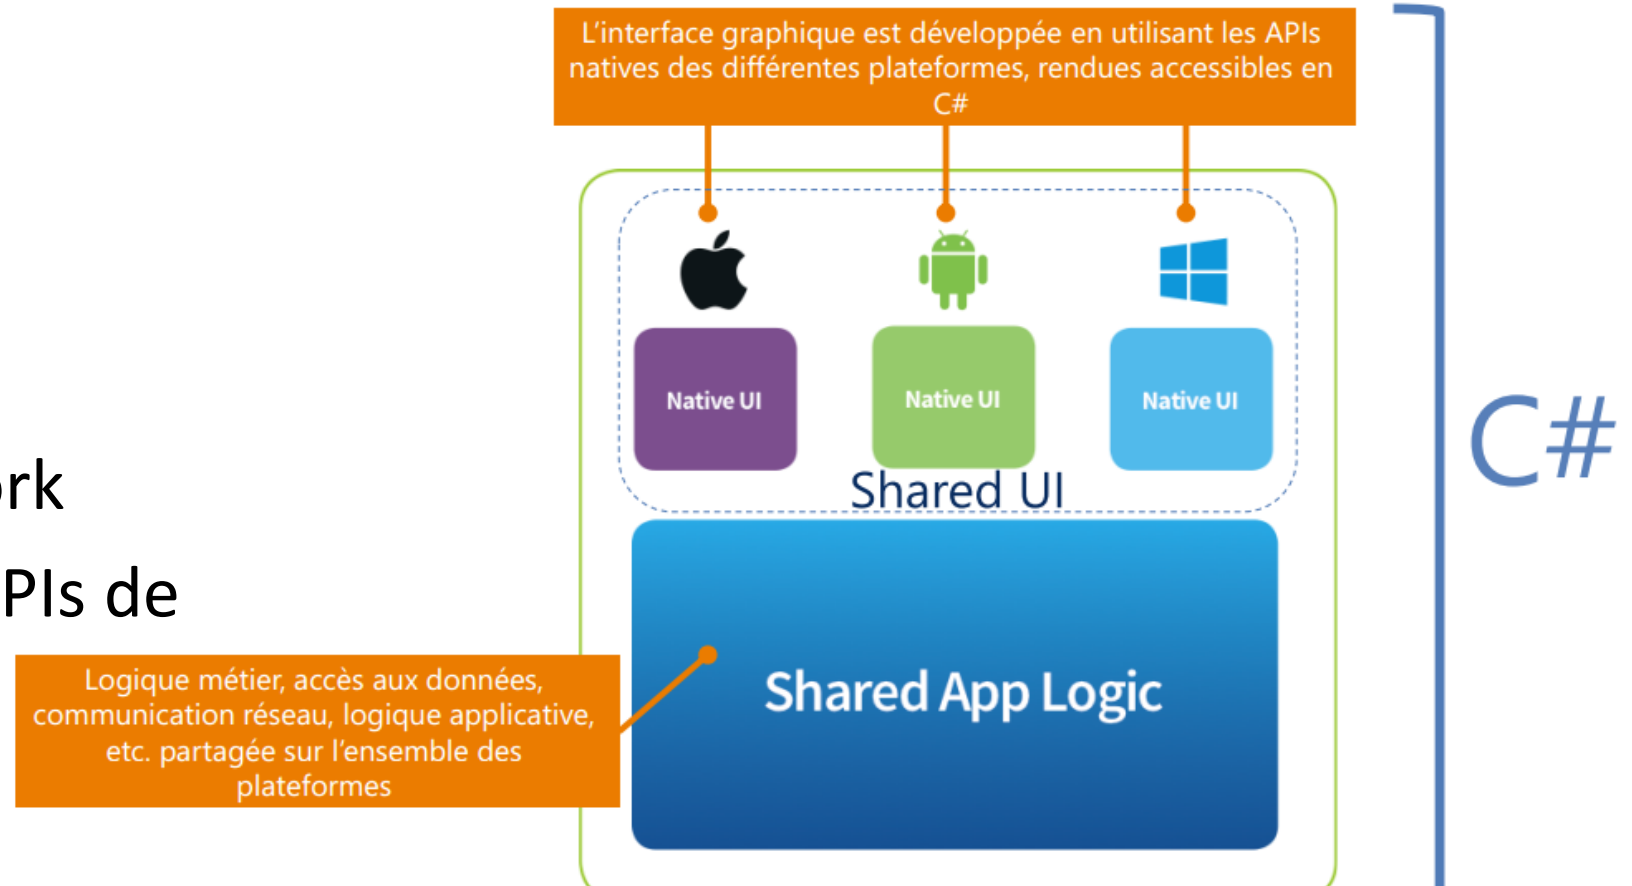 L'interface graphique est développée en utilisant les APIs
natives des différentes plateformes, rendues accessibles en
C#
Native UI
Native UI
Native UI
Shared UI
C#
rk
PIs de
Logique métier, accès aux données,
communication réseau, logique applicative,
etc. partagée sur l'ensemble des
plateformes
Shared App Logic